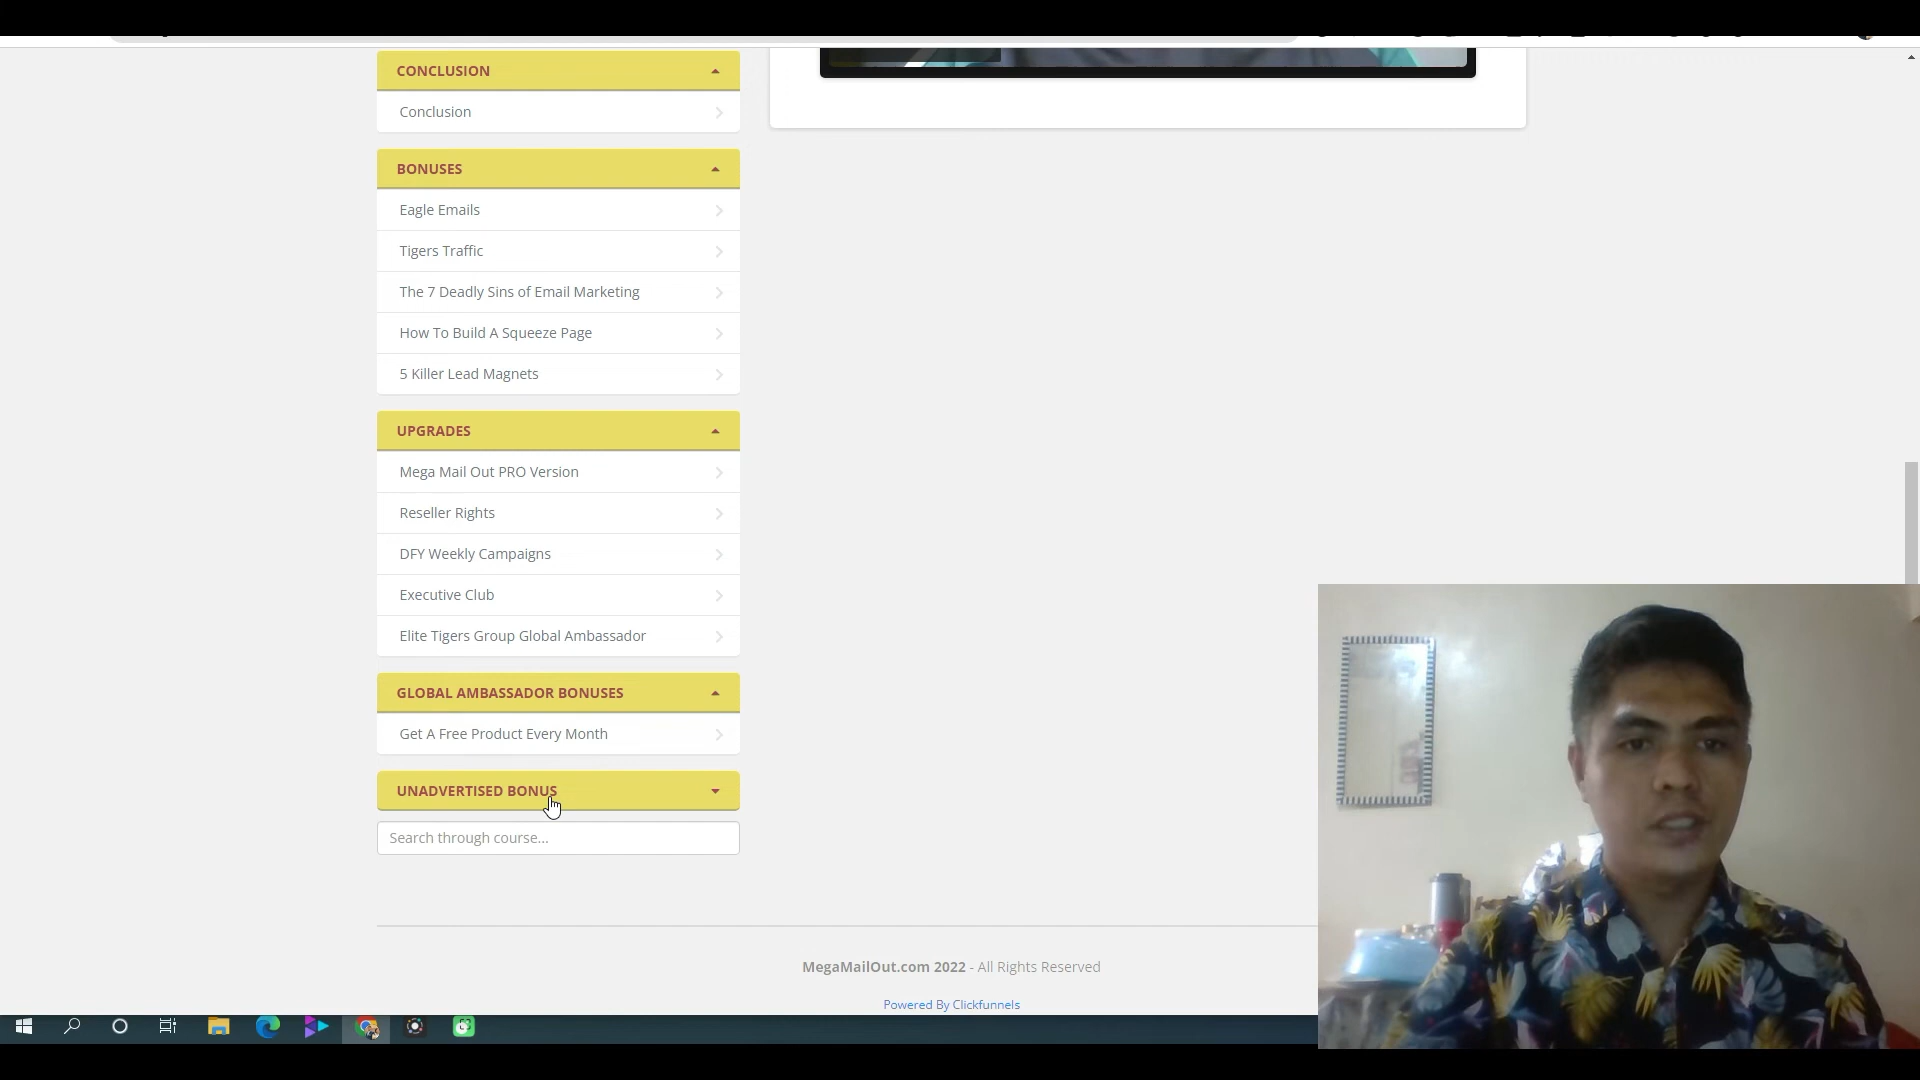 CONCLUSION
Conclusion
BONUSES
Eagle Emails
Tigers Traffic
The 7 Deadly Sins of Email Marketing
How To Build A Squeeze Page
5 Killer Lead Magnets
UPGRADES
Mega Mail Out PRO Version
Reseller Rights
DFY Weekly Campaigns
Executive Club
Elite Tigers Group Global Ambassador
GLOBAL AMBASSADOR BONUSES
Get A Free Product Every Month
UNADVERTISED BONUS
Search through course...
MegaMailOut.com 2022 - All Rights Reserved
Powered By Clickfunnels